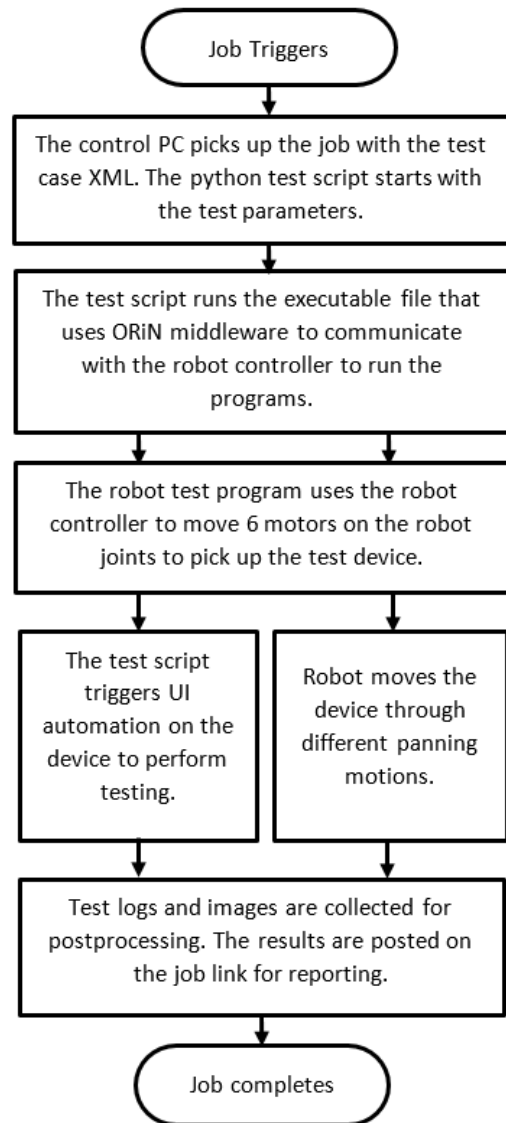 Job Triggers
The control PC picks up the job with the test
case XML. The python test script starts with
the test parameters.
The test script runs the executable file that
uses ORiN middleware to communicate
with the robot controller to run the
programs.
The robot test program uses the robot
controller to move 6 motors on the robot
joints to pick up the test device.
The test script
triggers UI
automation on the
device to perform
testing.
Robot moves the
device through
different panning
motions.
Test logs and images are collected for
postprocessing. The results are posted on
the job link for reporting.
Job completes